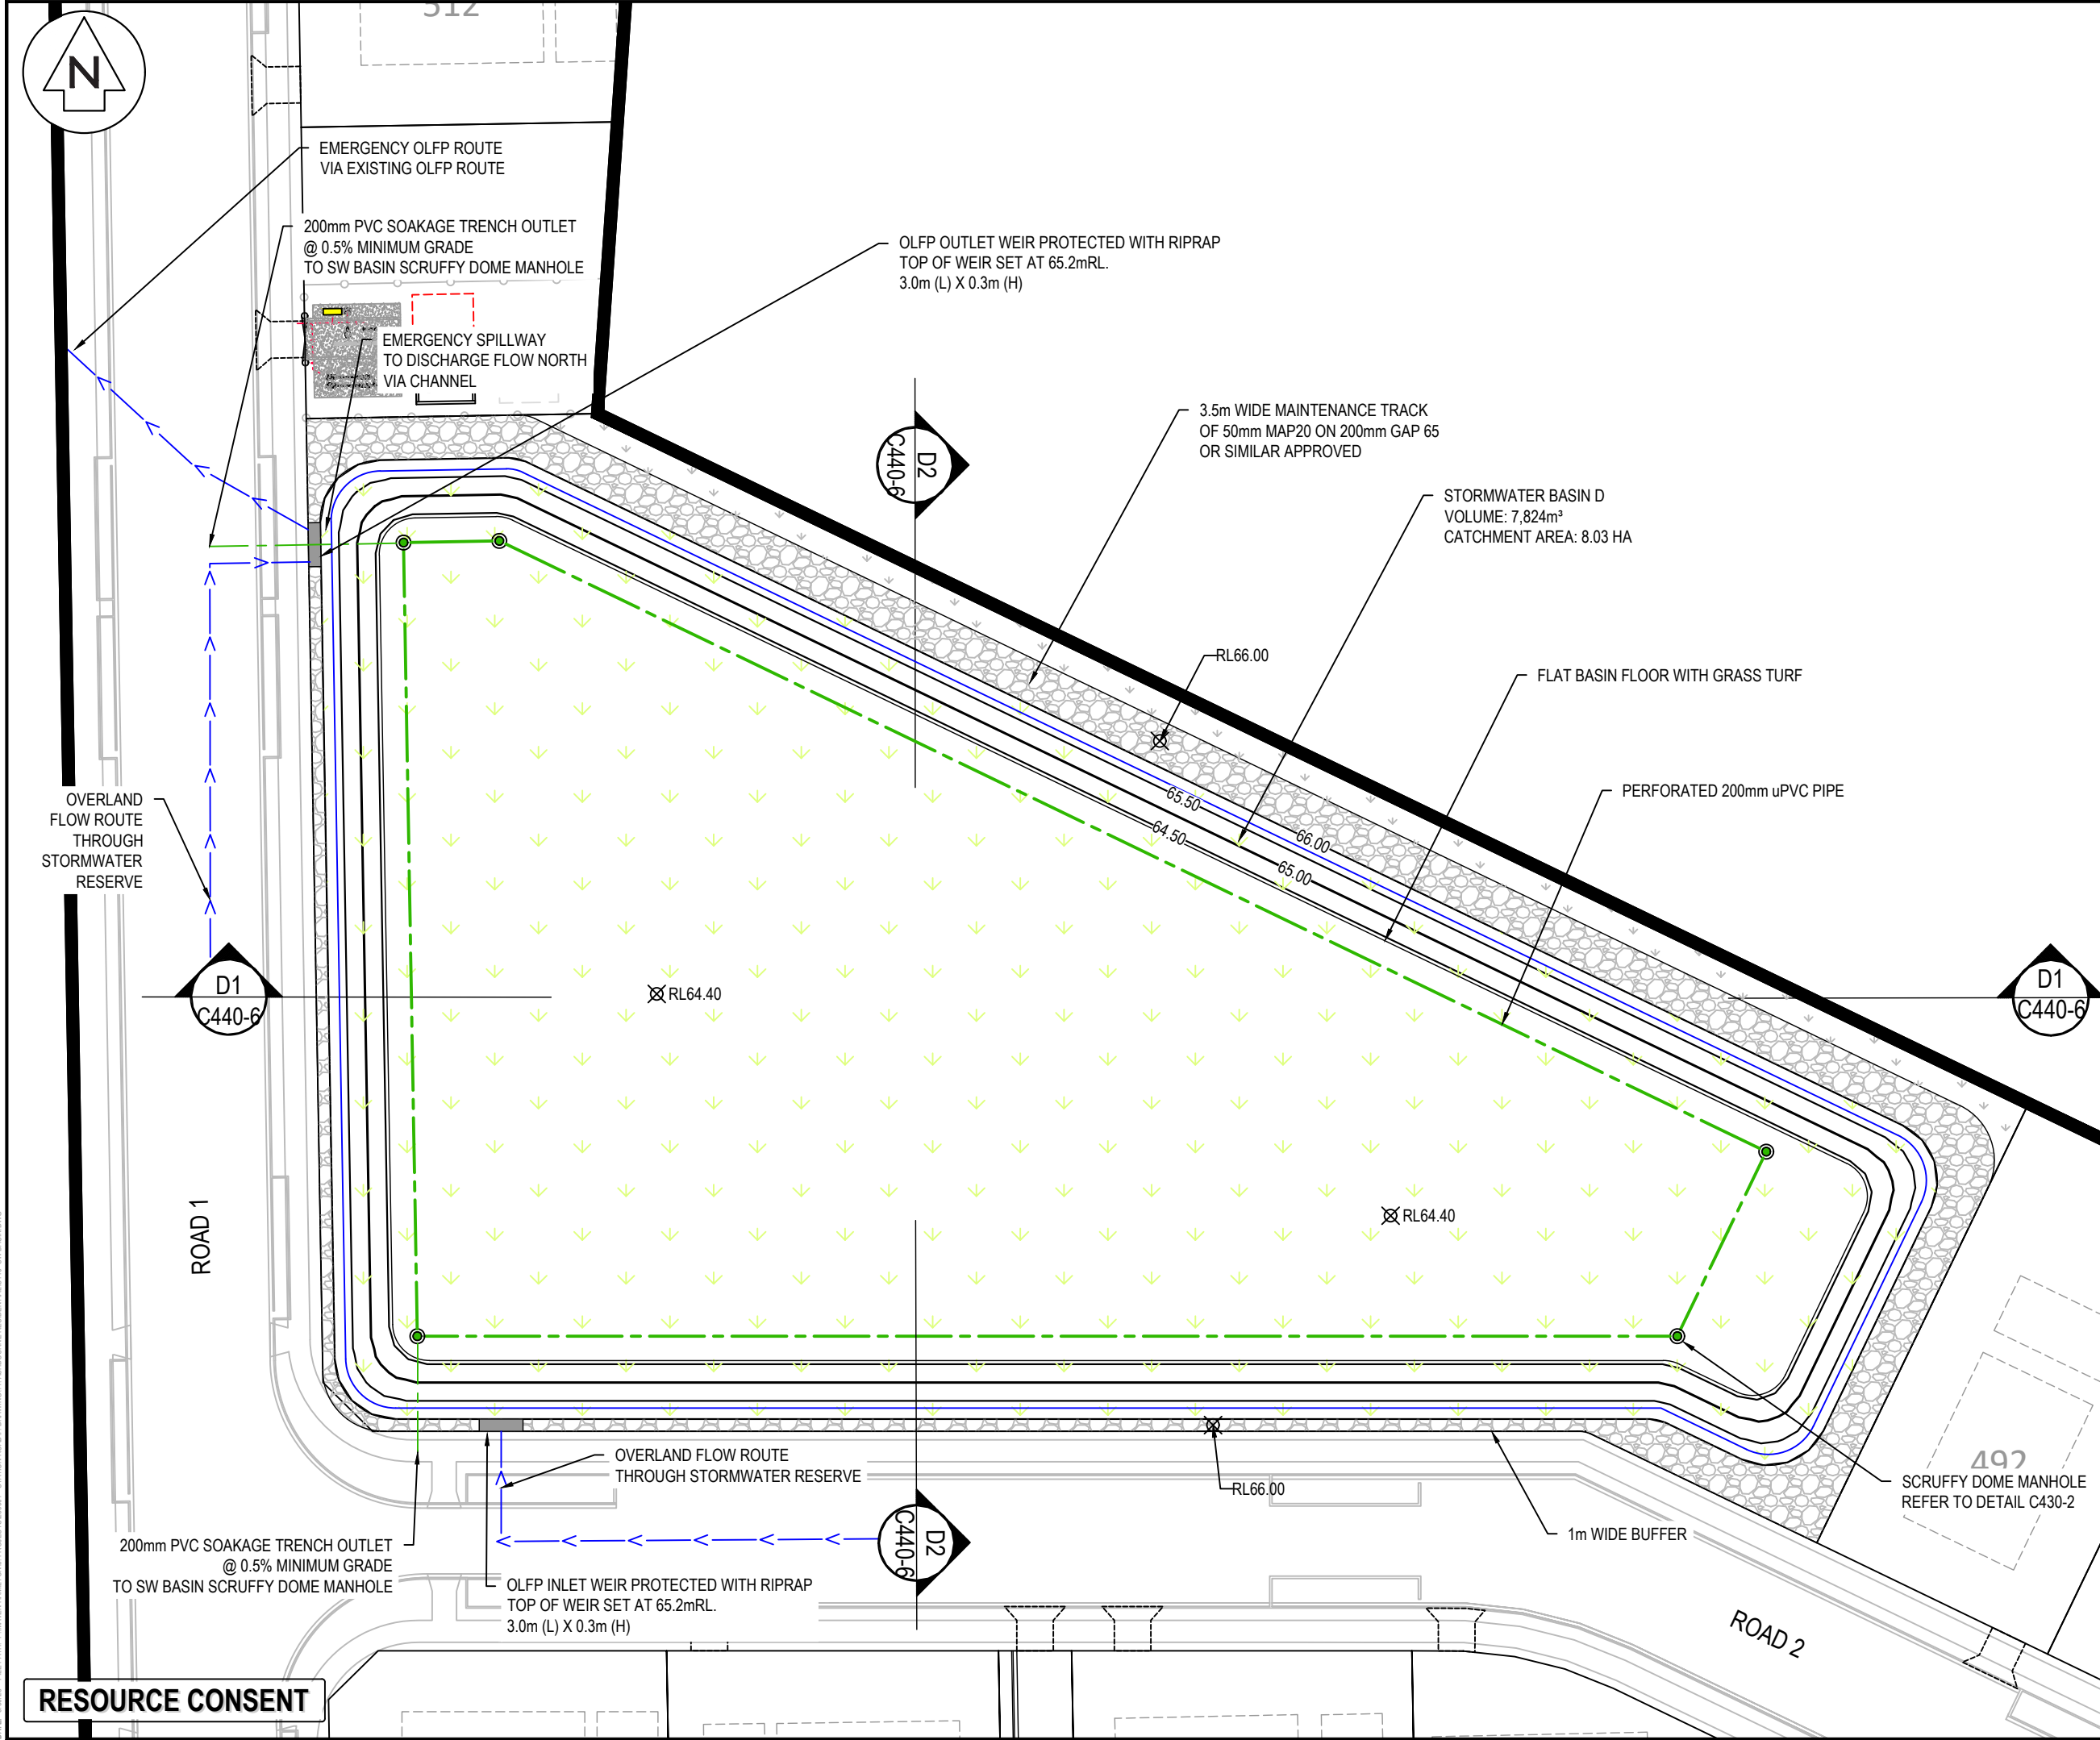 512
N
EMERGENCY OLFP ROUTE
VIA EXISTING OLFP ROUTE
200mm PVC SOAKAGE TRENCH OUTLET
@ 0.5% MINIMUM GRADE
TO SW BASIN SCRUFFY DOME MANHOLE
OLFP OUTLET WEIR PROTECTED WITH RIPRAP
TOP OF WEIR SET AT 65.2mRL.
3.0m (L) X 0.3m (H)
EMERGENCY SPILLWAY
TO DISCHARGE FLOW NORTH
VIA CHANNEL
D2
C440-6
3.5m WIDE MAINTENANCE TRACK
OF 50mm MAP20 ON 200mm GAP 65
OR SIMILAR APPROVED
STORMWATER BASIN D
VOLUME: 7,824m³
CATCHMENT AREA: 8.03 HA
RL66.00
FLAT BASIN FLOOR WITH GRASS TURF
PERFORATED 200mm uPVC PIPE
OVERLAND
FLOW ROUTE
THROUGH
STORMWATER
RESERVE
65.50
64.50
66.00
65.00
D1
C440-6
RL64.40
D1
C440-6
RL64.40
ROAD 1
OVERLAND FLOW ROUTE
THROUGH STORMWATER RESERVE
RL66.00
492
SCRUFFY DOME MANHOLE
REFER TO DETAIL C430-2
1m WIDE BUFFER
200mm PVC SOAKAGE TRENCH OUTLET
@ 0.5% MINIMUM GRADE
TO SW BASIN SCRUFFY DOME MANHOLE
D2
C440-6
OLFP INLET WEIR PROTECTED WITH RIPRAP
TOP OF WEIR SET AT 65.2mRL.
3.0m (L) X 0.3m (H)
ROAD 2
RESOURCE CONSENT